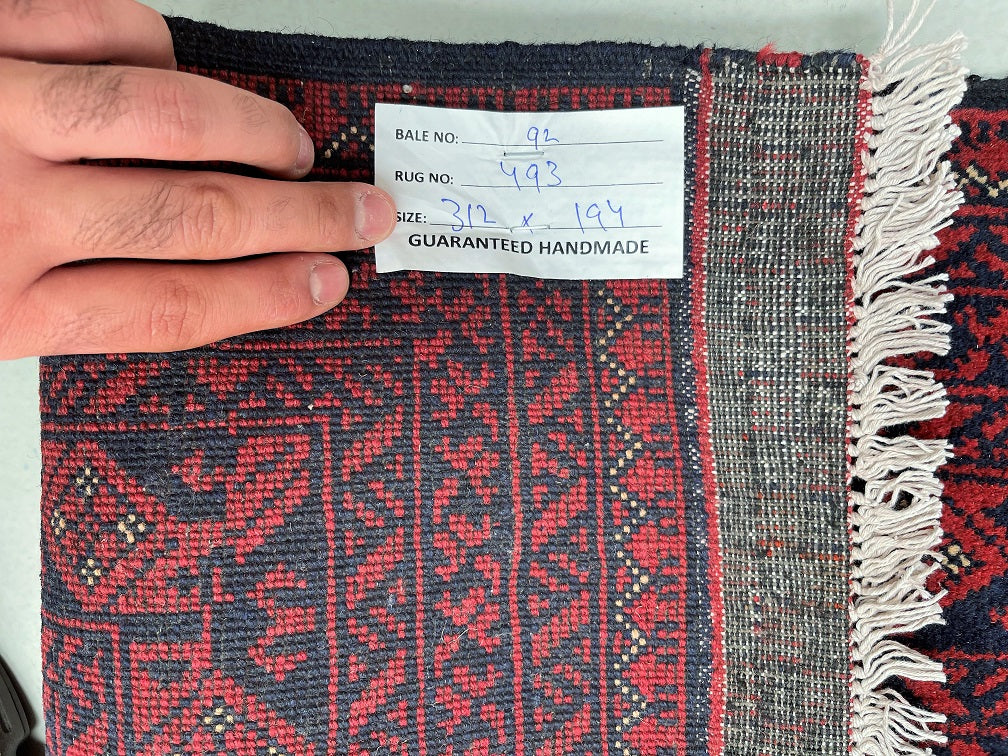 BALE NO: 92
RUG NO: 493
SIZE: 312 x 194
GUARANTEED HANDMADE